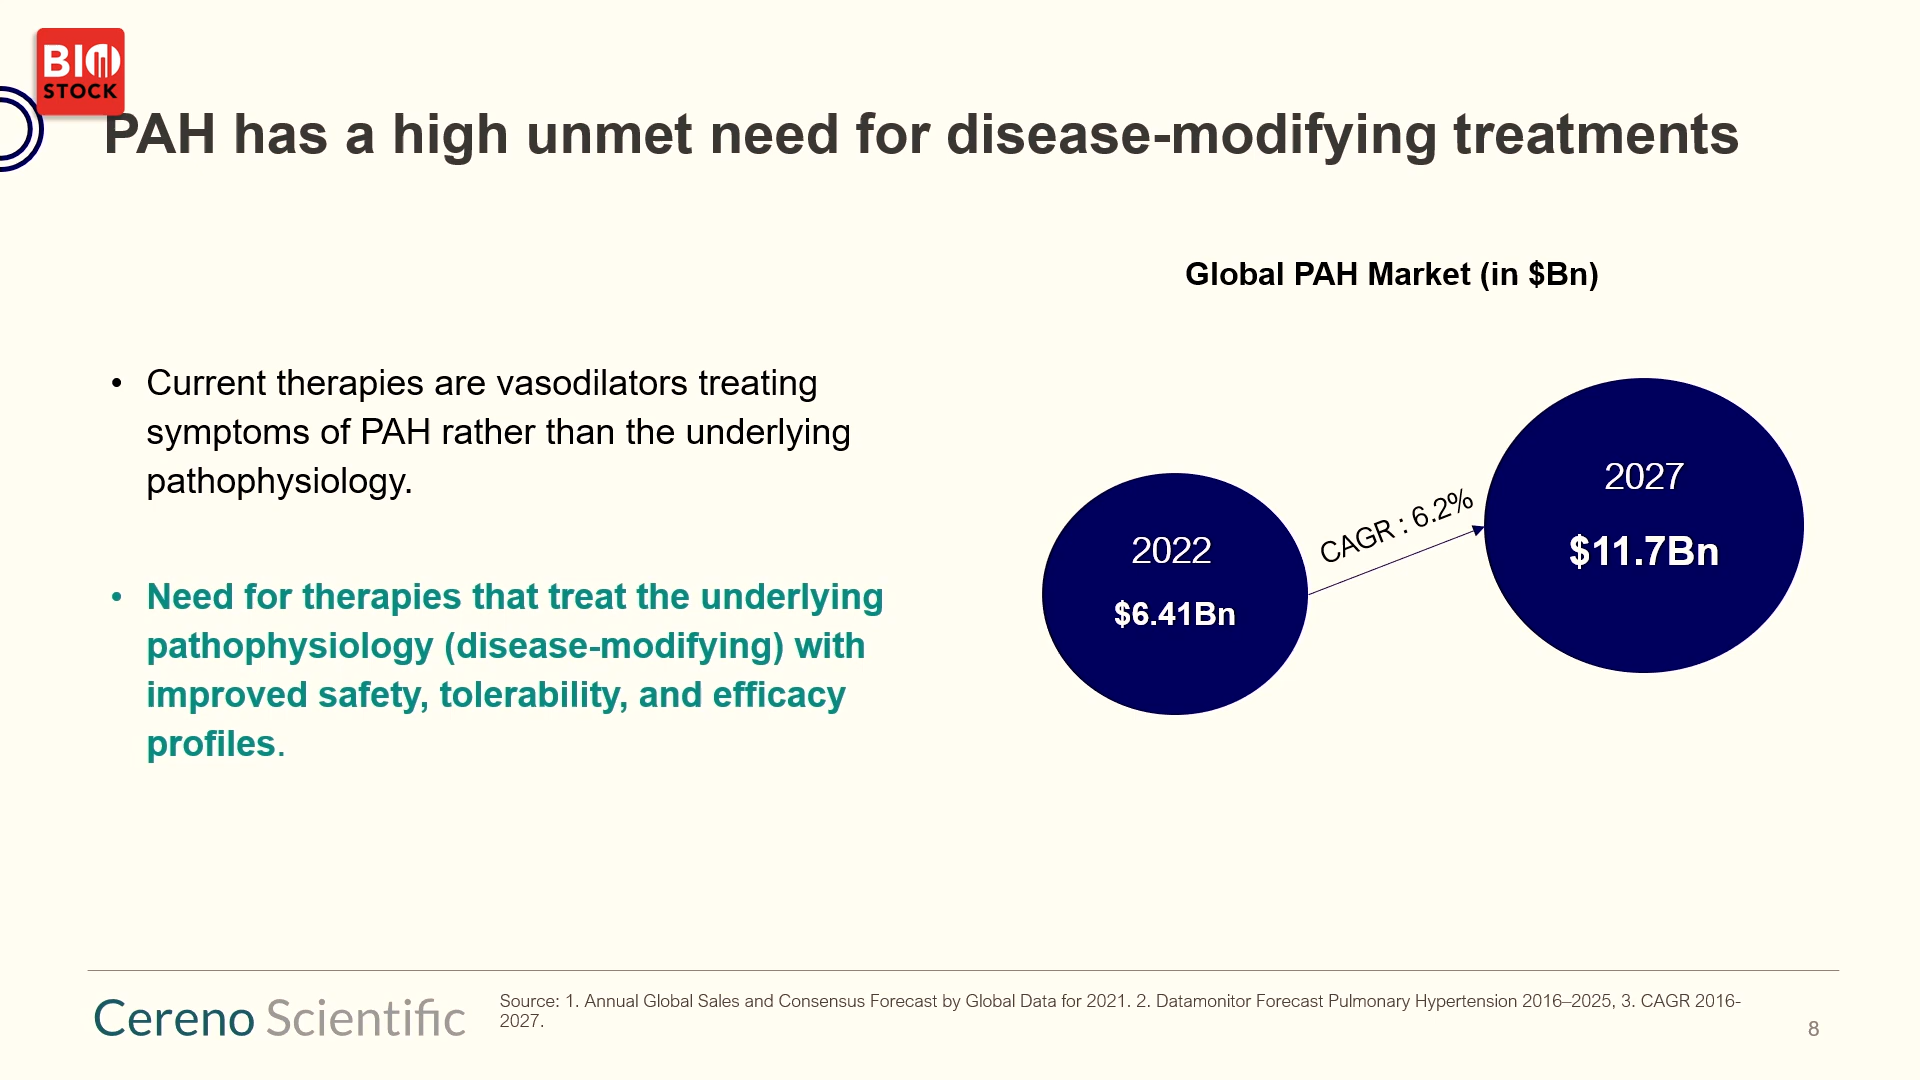 BIO
STOCK
PAH has a high unmet need for disease-modifying treatments
Global PAH Market (in $Bn)
• Current therapies are vasodilators treating
symptoms of PAH rather than the underlying
pathophysiology.
• Need for therapies that treat the underlying
pathophysiology (disease-modifying) with
improved safety, tolerability, and efficacy
profiles.
2022
$6.41Bn
CAGR : 6.2%
2027
$11.7Bn
Cereno Scientific
Source: 1. Annual Global Sales and Consensus Forecast by Global Data for 2021. 2. Datamonitor Forecast Pulmonary Hypertension 2016–2025, 3. CAGR 2016-
2027.
8